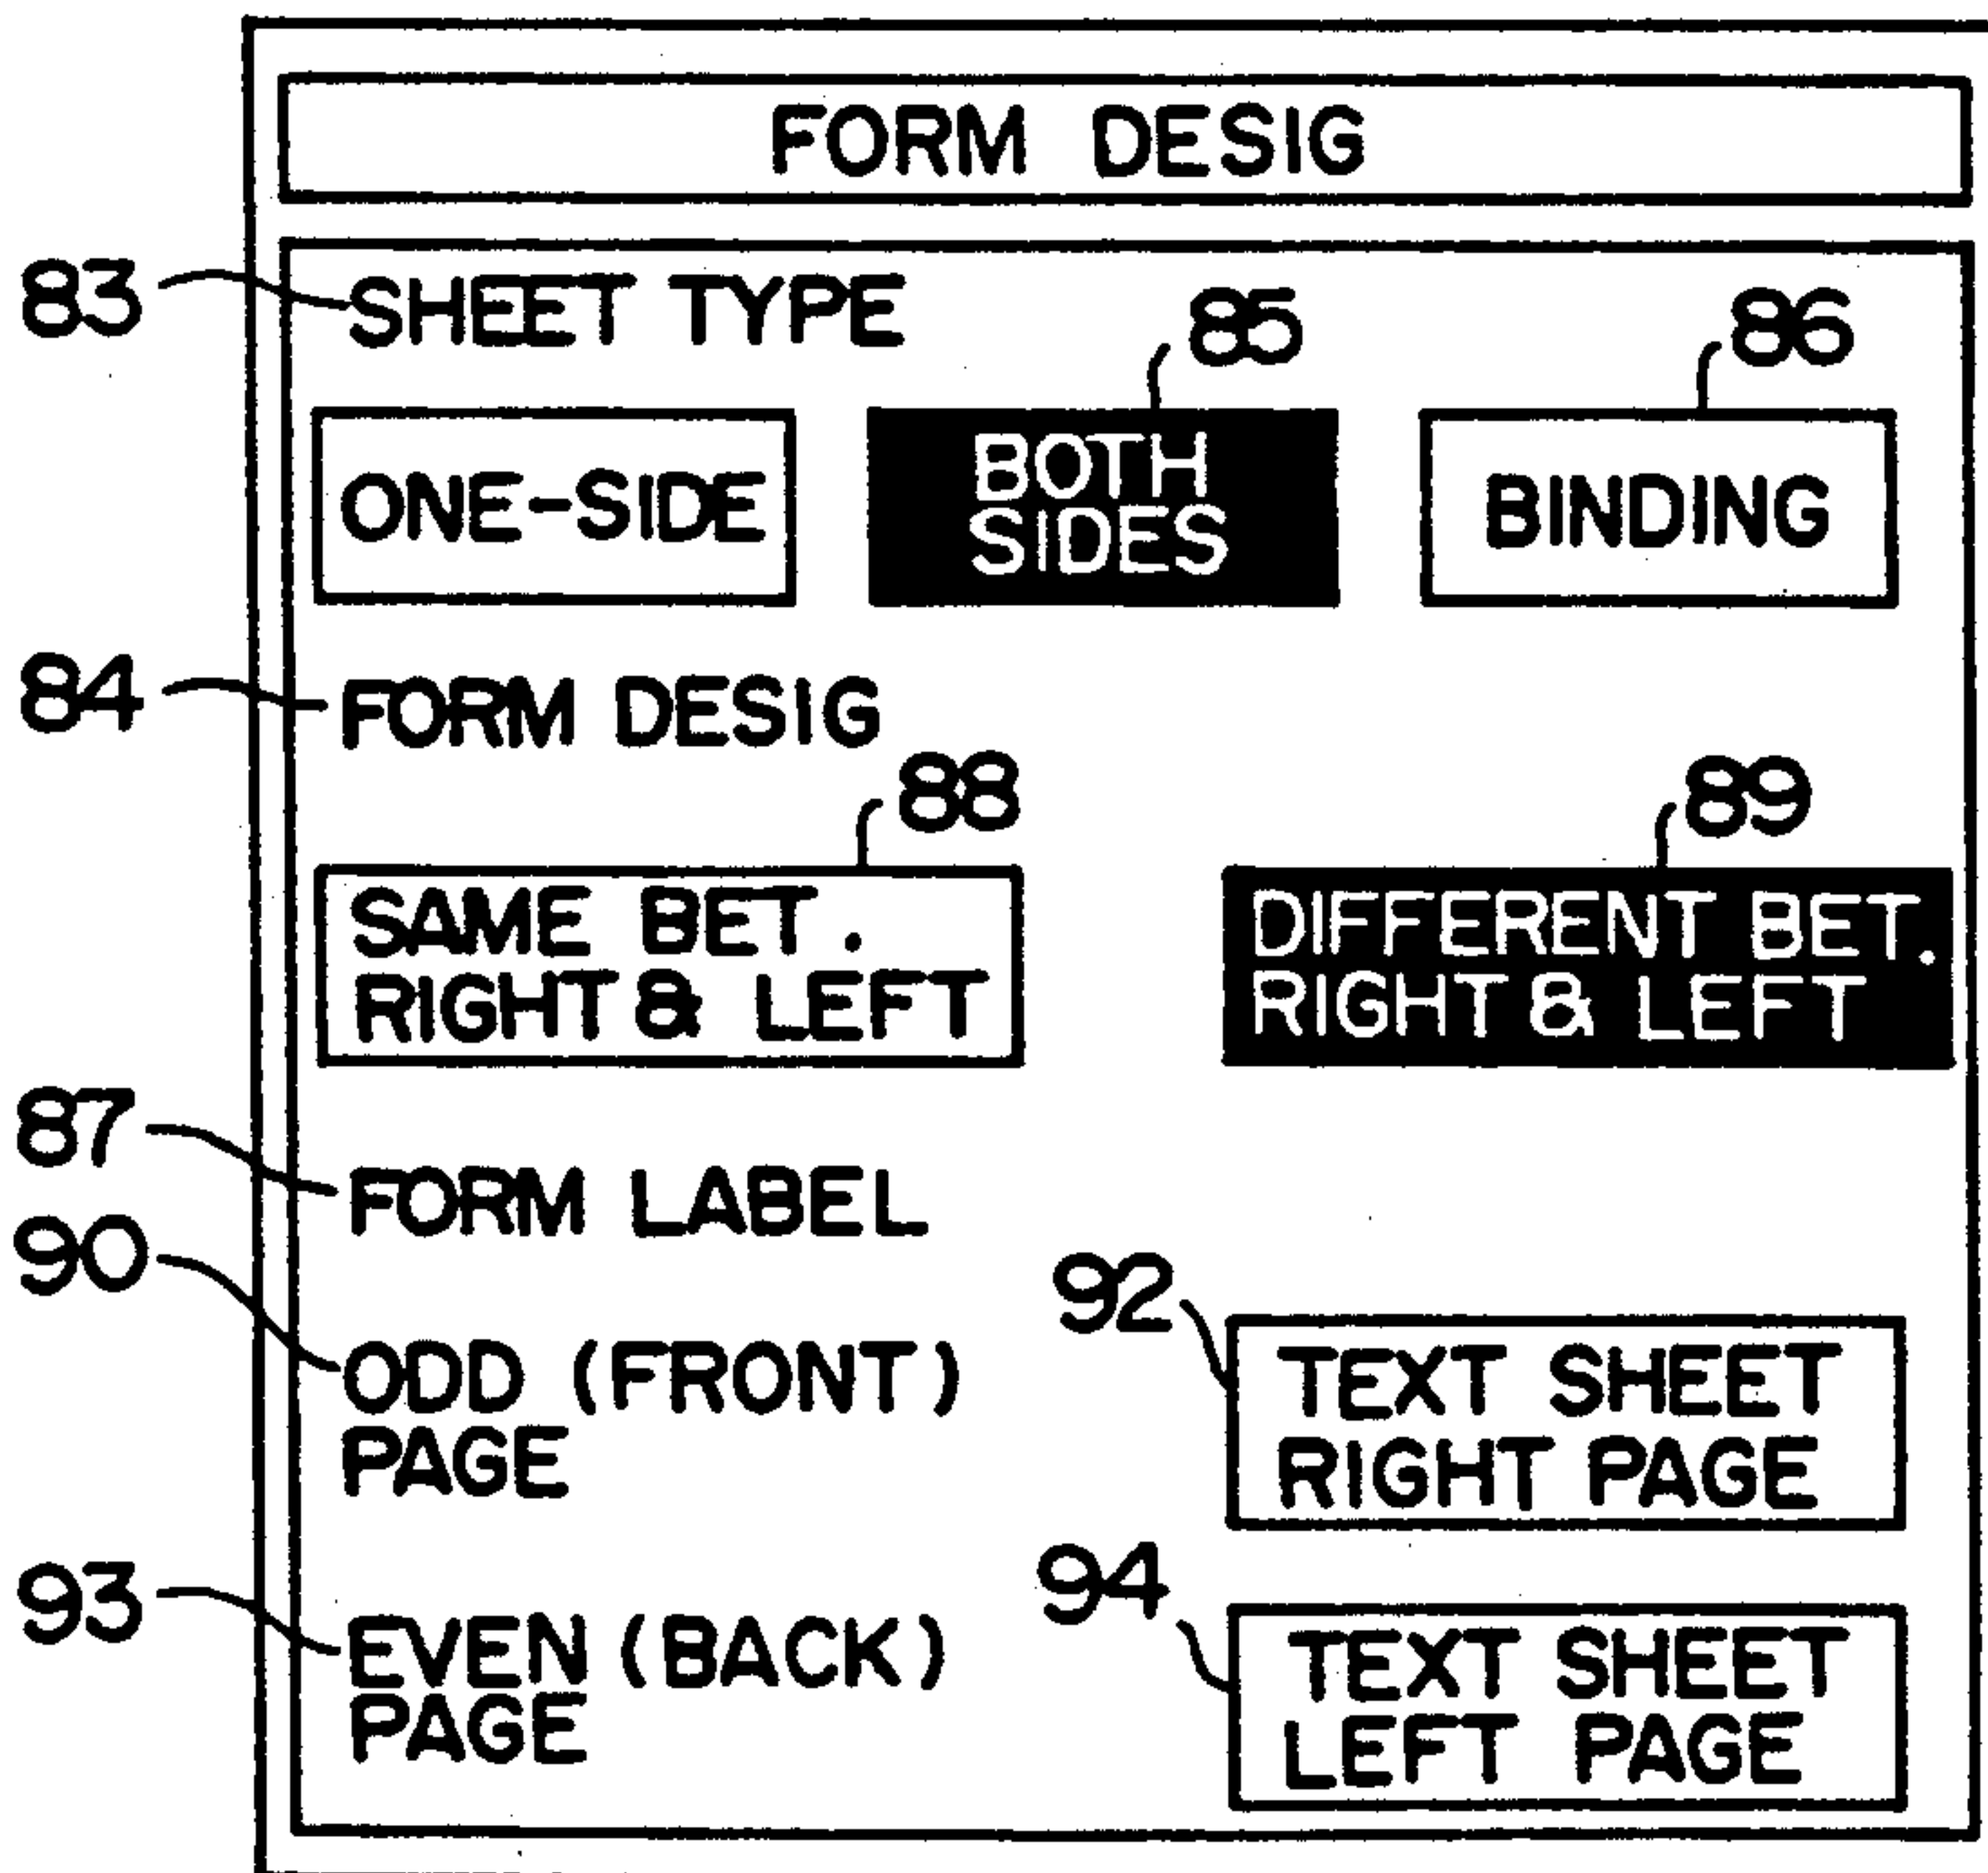 FORM DESIG
83 SHEET TYPE 85 86
ONE-SIDE
BOTH
SIDES
BINDING
84 FORM DESIG
88 89
SAME BET.
RIGHT & LEFT
DIFFERENT BET.
RIGHT & LEFT
87 FORM LABEL
90 ODD (FRONT)
PAGE
92 TEXT SHEET
RIGHT PAGE
93 EVEN (BACK)
PAGE
94 TEXT SHEET
LEFT PAGE